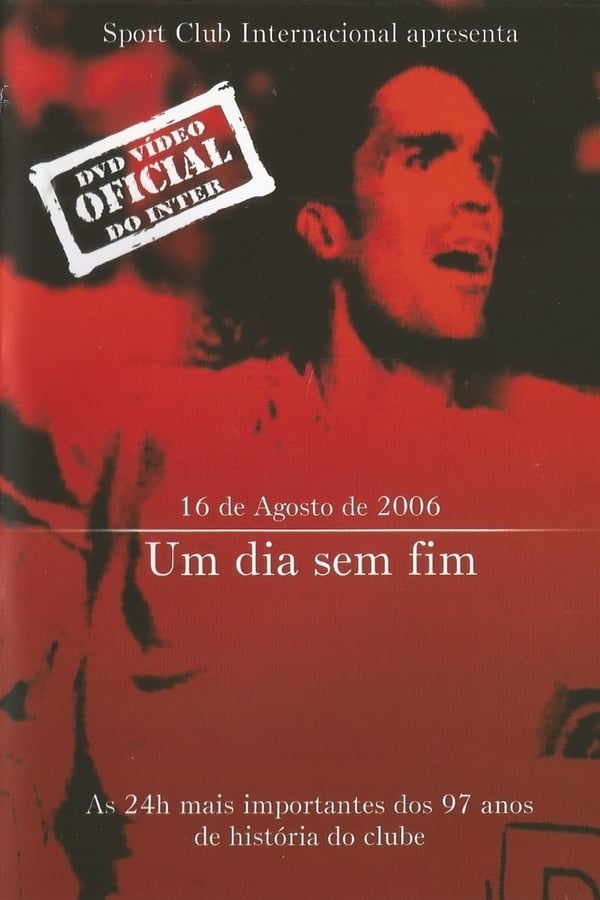 Sport Club Internacional apresenta
DVD VÍDEO
OFICIAL
DO INTER
16 de Agosto de 2006
Um dia sem fim
As 24h mais importantes dos 97 anos
de história do clube